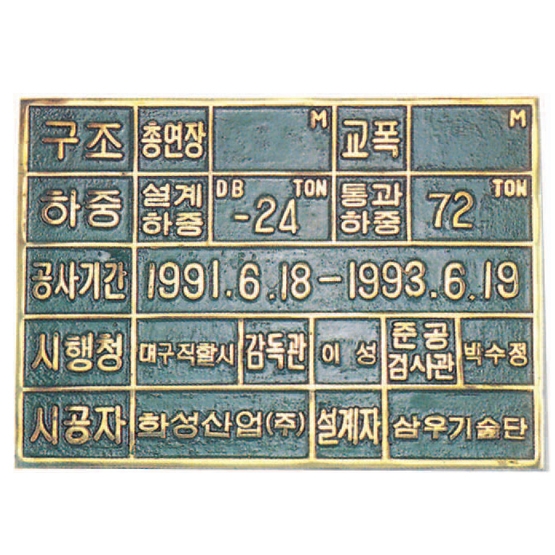 구조 총연장 M 교폭 M
하중 설계하중 DB -24 TON 통과하중 72 TON
공사기간 1991.6.18-1993.6.19
시행청 대구직할시 감독관 이성 준공검사관 박수정
시공자 화성산업(주) 설계자 삼우기술단